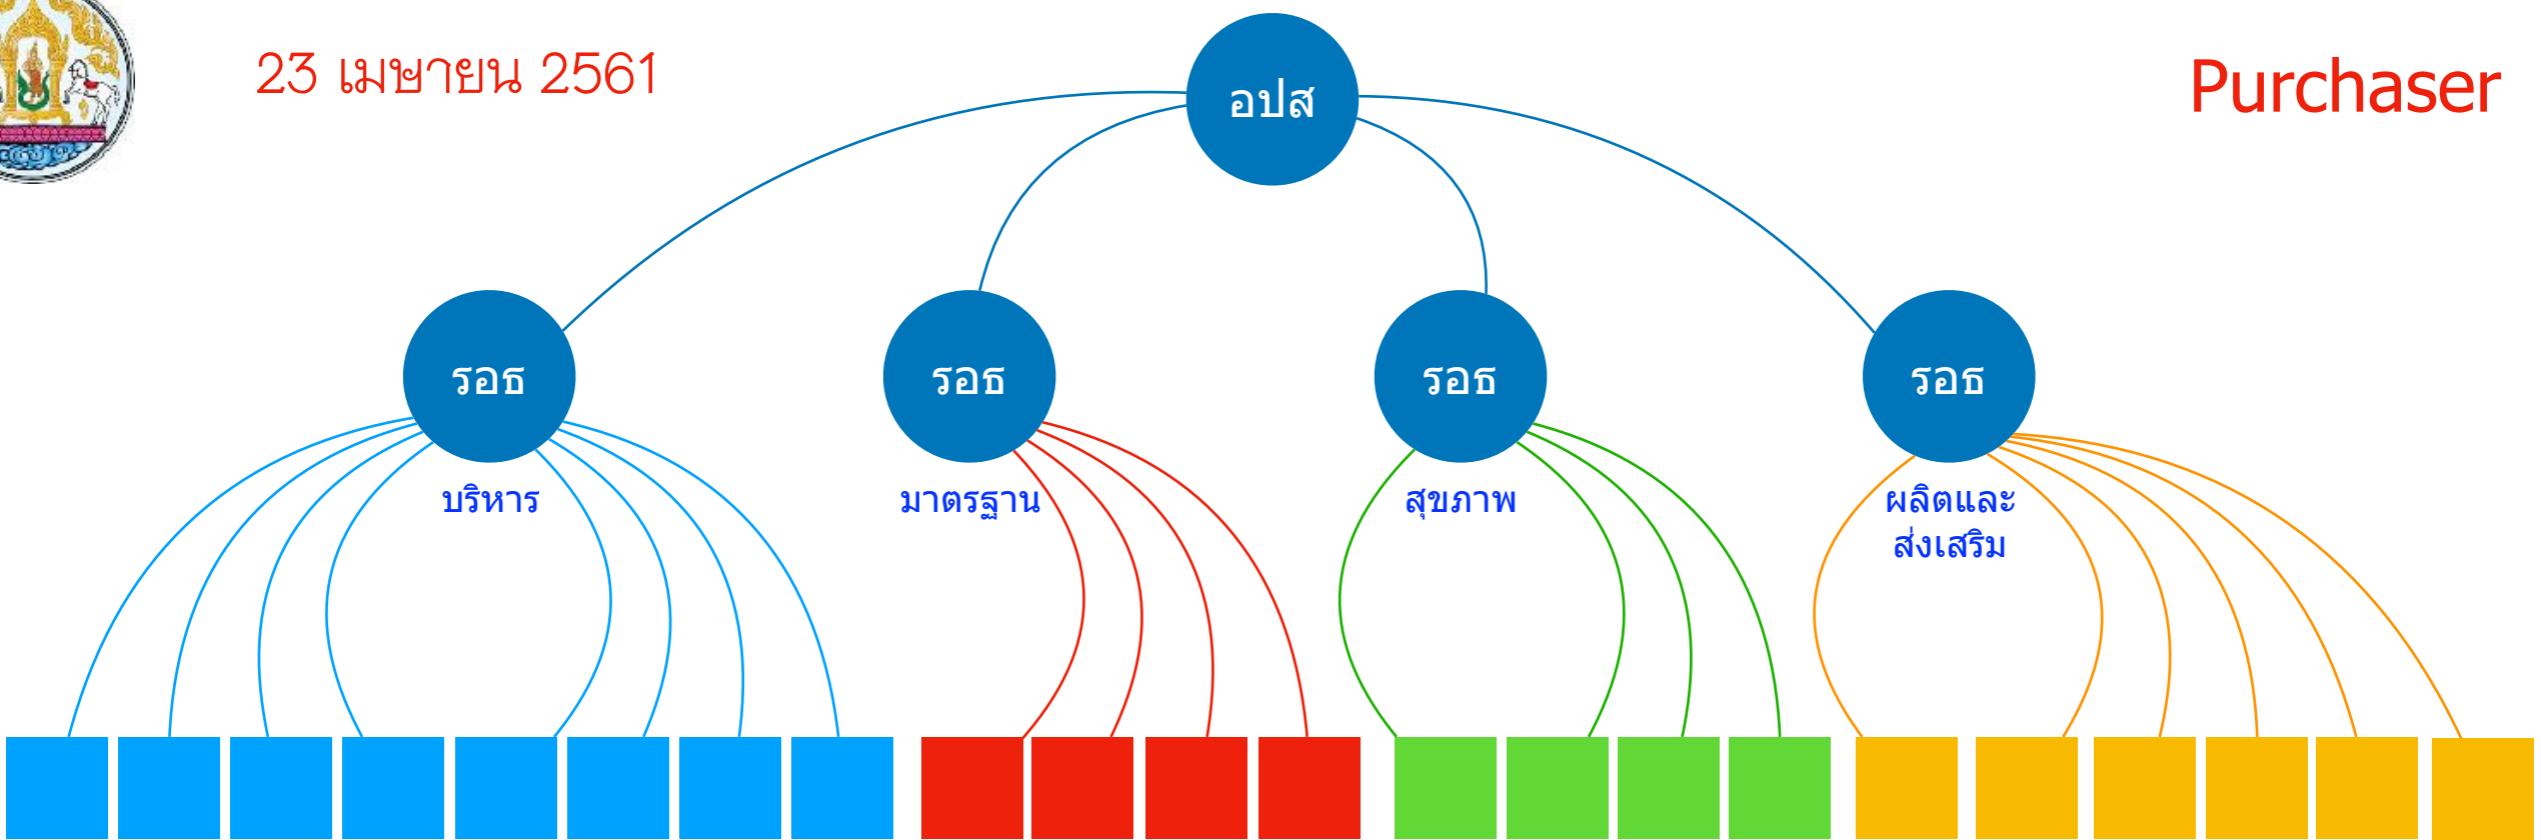 23 เมษายน 2561
อปส
Purchaser
รอธ
รอธ
รอธ
รอธ
บริหาร
มาตรฐาน
สุขภาพ
ผลิตและ
ส่งเสริม